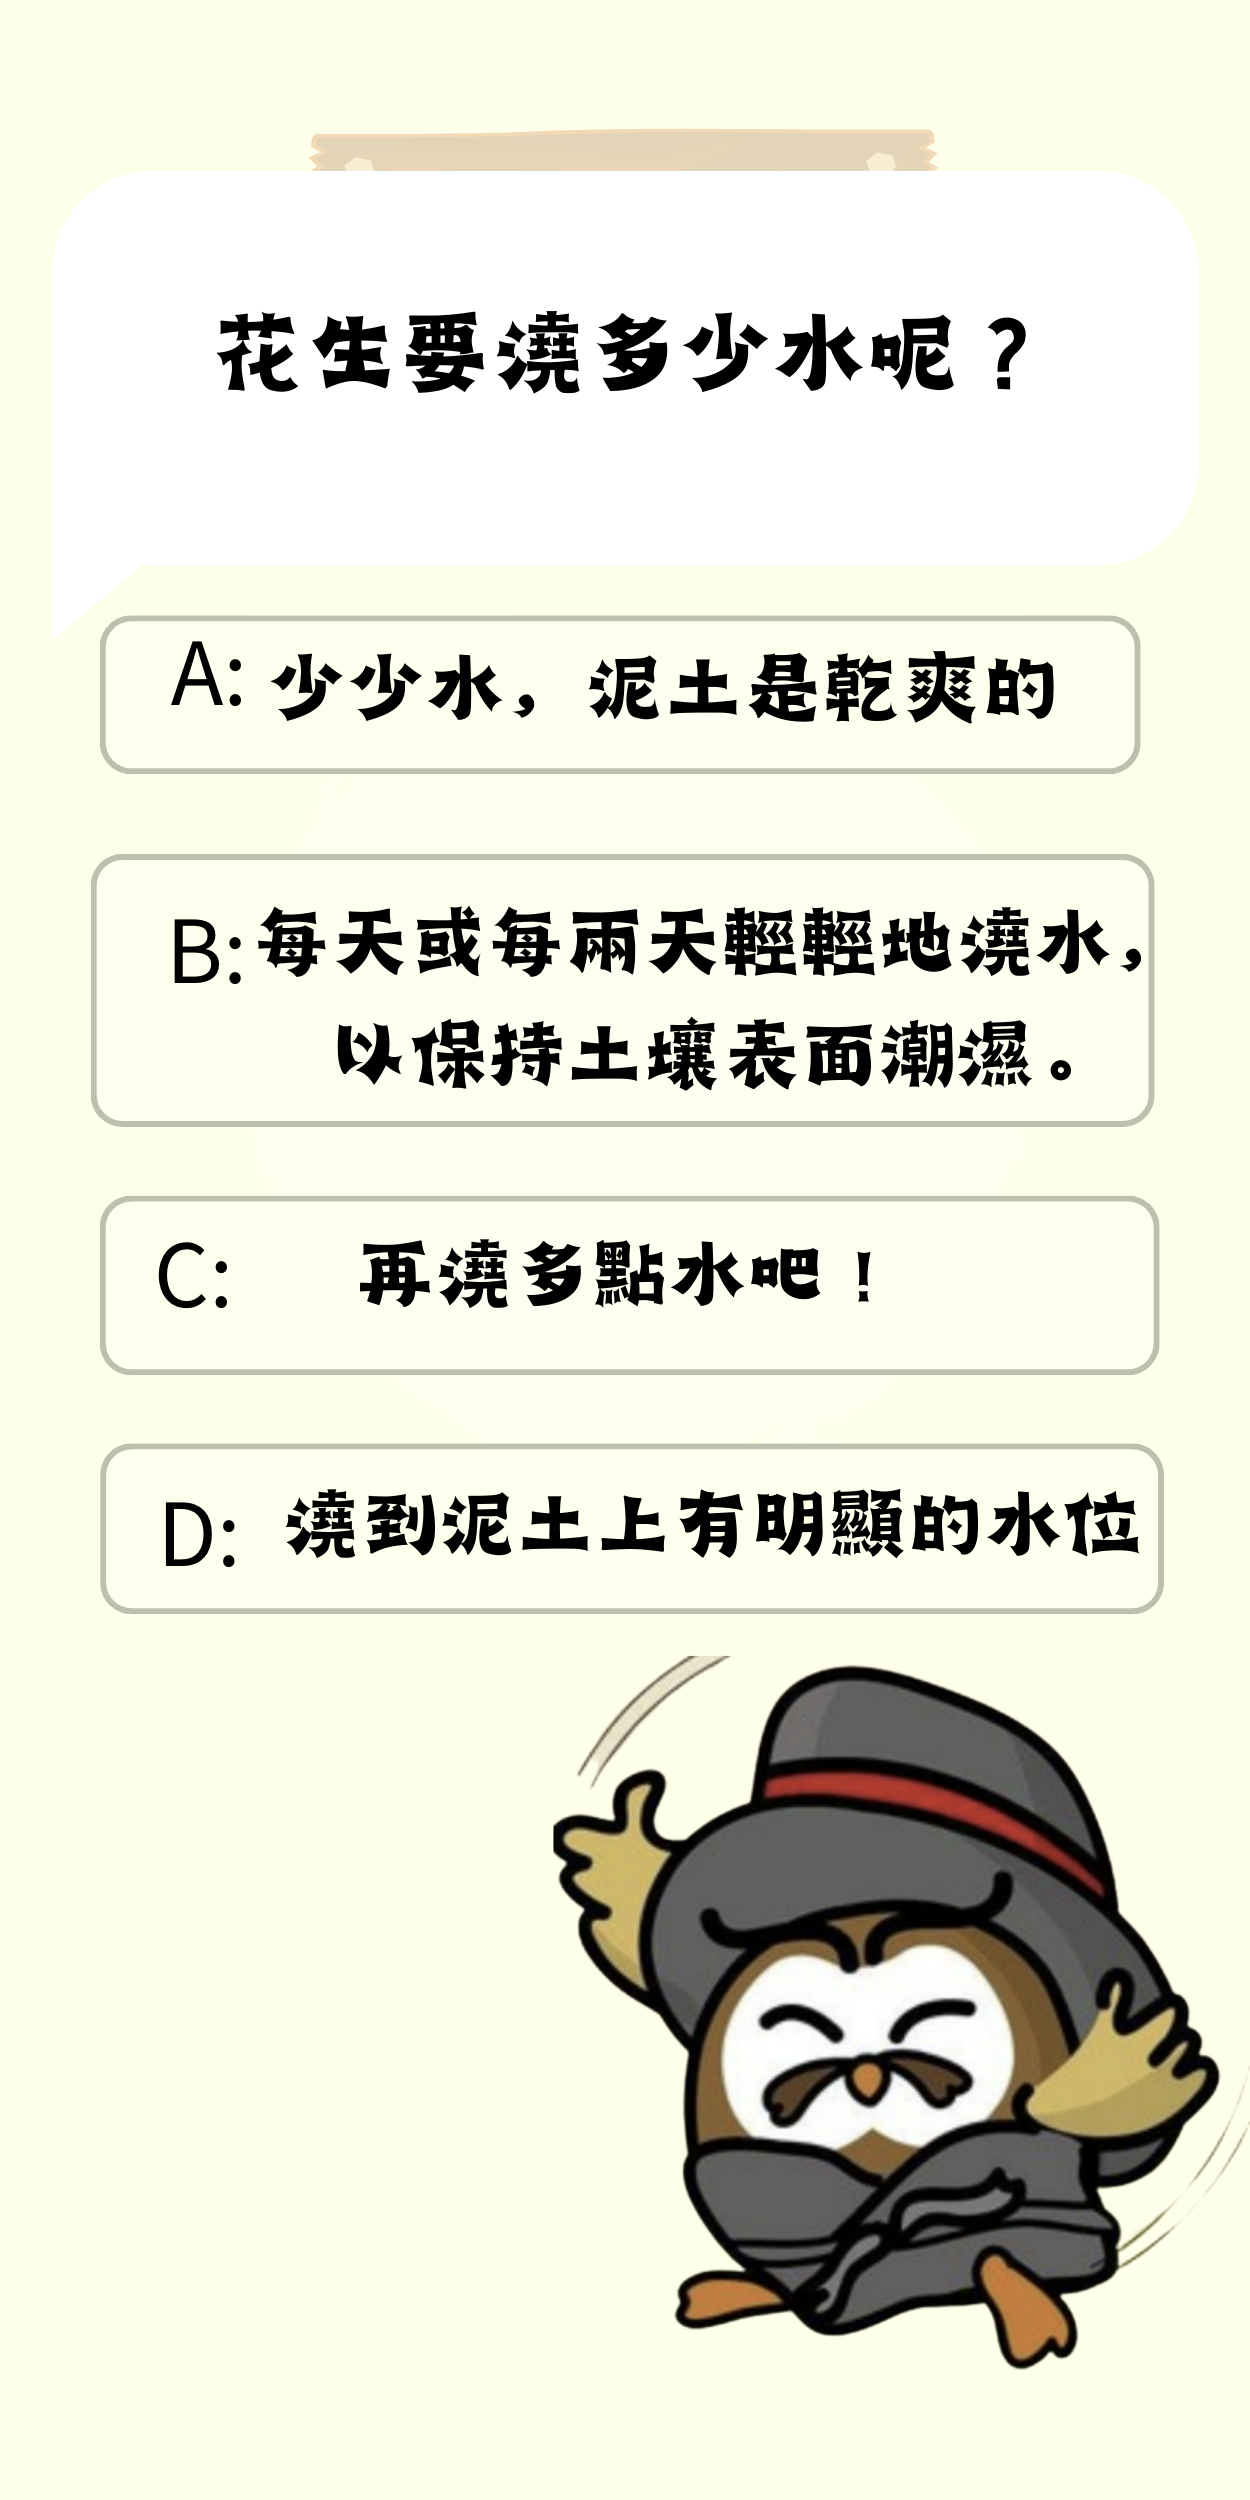 花生要澆多少水呢？
A: 少少水，泥土是乾爽的
B:每天或每兩天輕輕地澆水，
以保持土壤表面潮濕。
C: 再澆多點水吧！
D: 澆到泥土上有明顯的水位